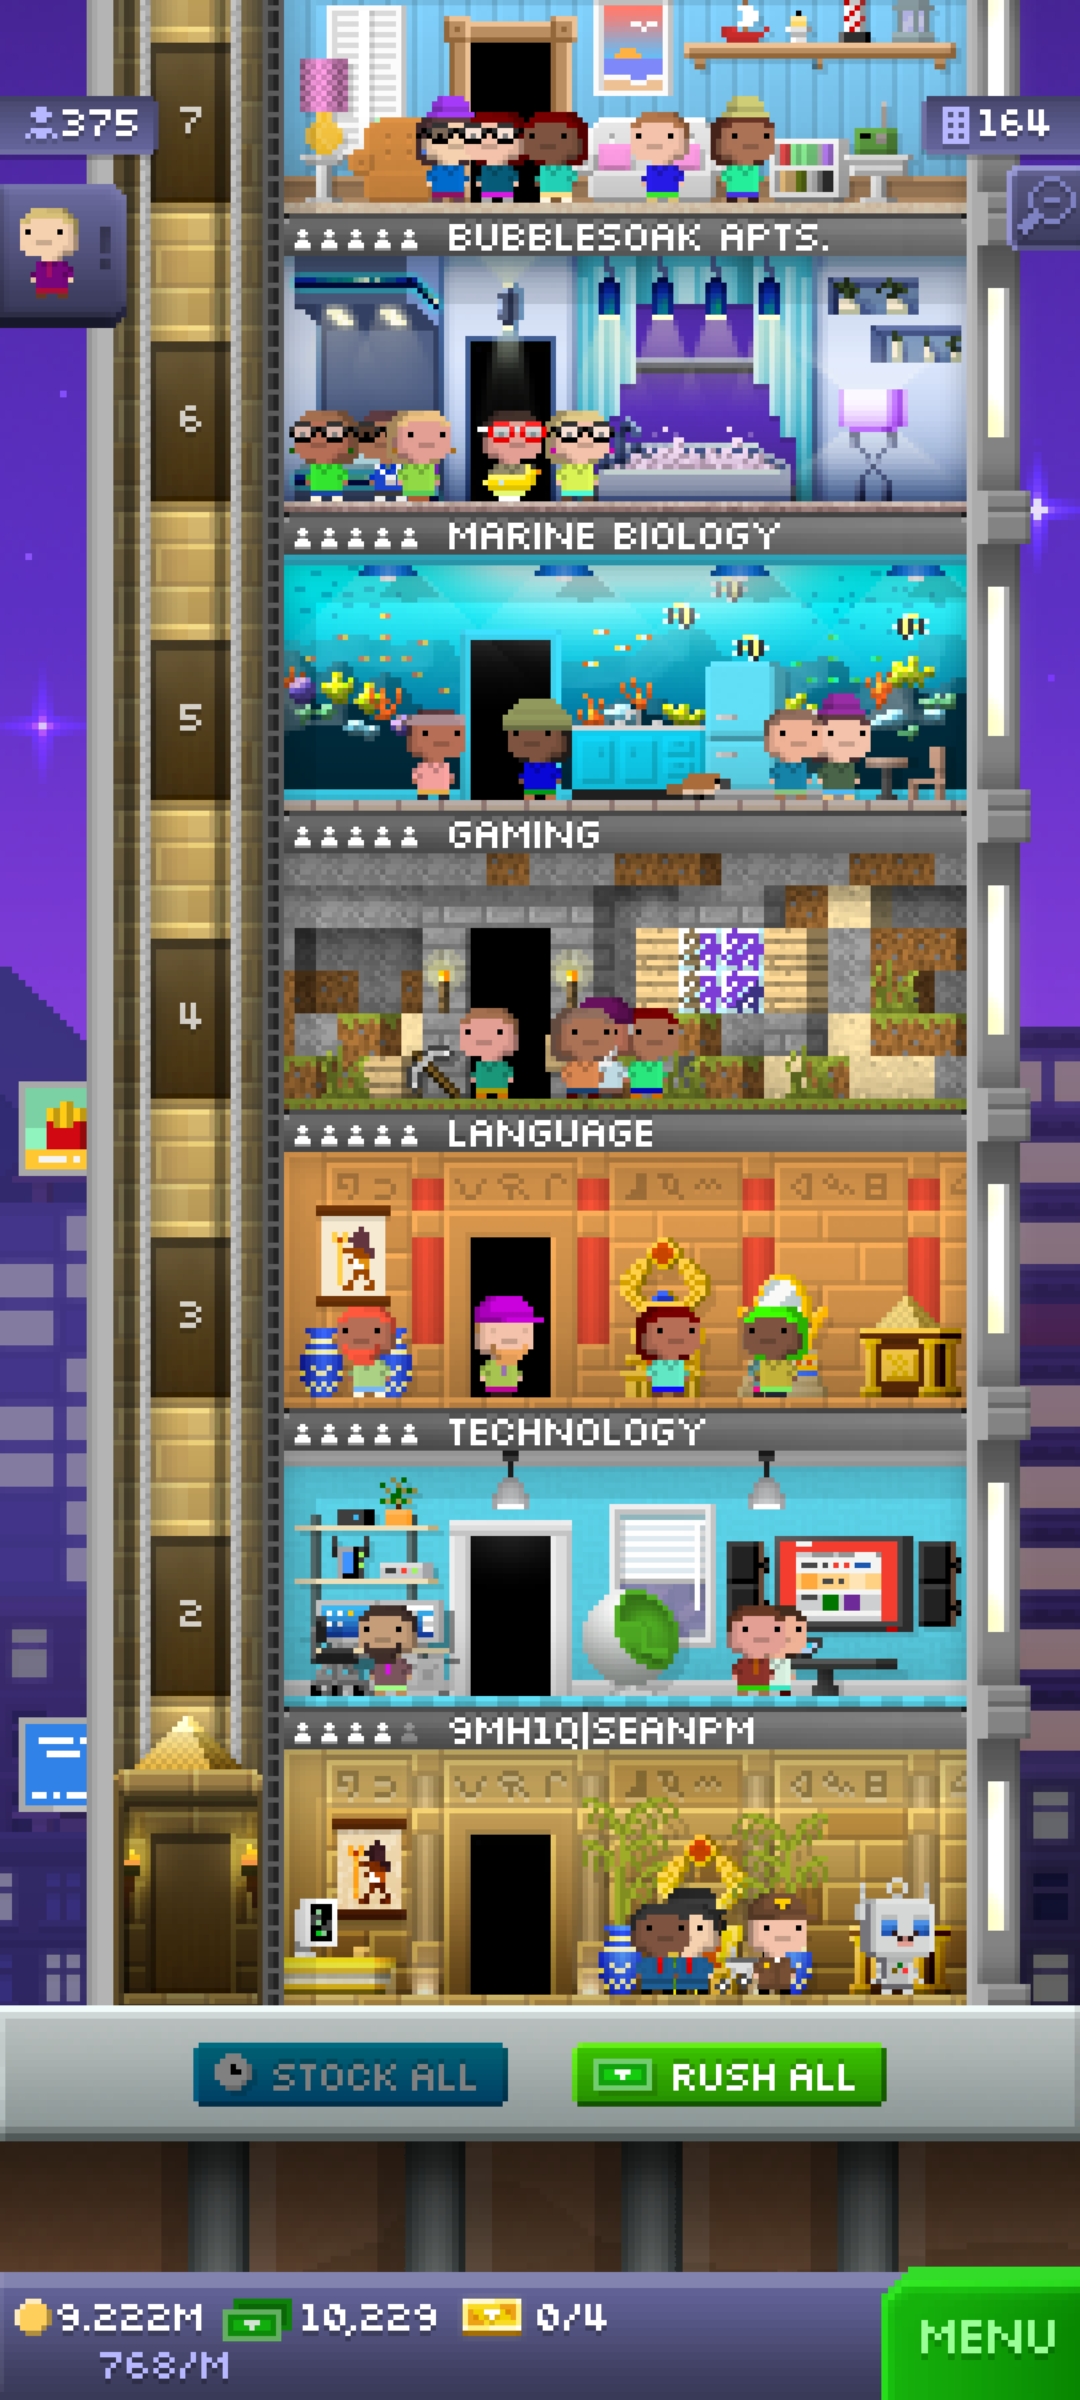 7
375
164
!
BUBBLESOAK APTS.
6
MARINE BIOLOGY
5
GAMING
4
LANGUAGE
3
TECHNOLOGY
2
9MH1Q|SEANPM
STOCK ALL
RUSH ALL
9.222M
10,229
0/4
768/M
MENU